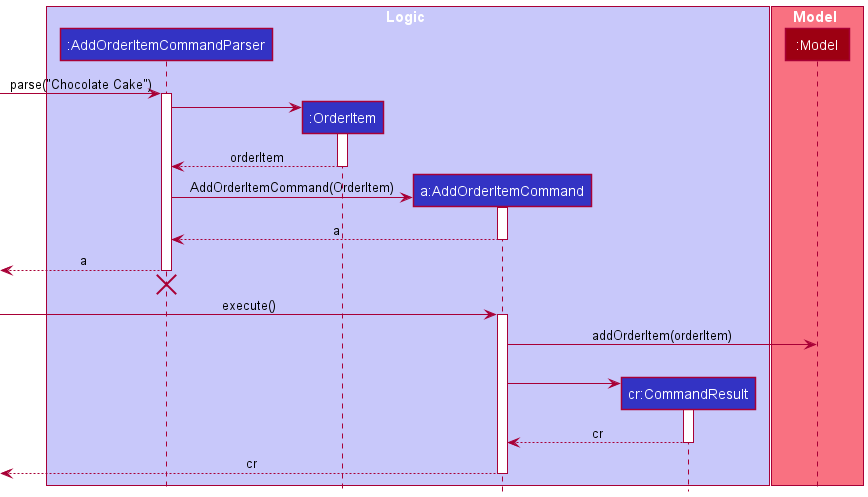 Logic
Model
:AddOrderItemCommandParser
:Model
parse("Chocolate Cake")
:OrderItem
orderItem
AddOrderItemCommand(OrderItem)
a:AddOrderItemCommand
a
a
execute()
addOrderItem(orderItem)
cr:CommandResult
cr
cr